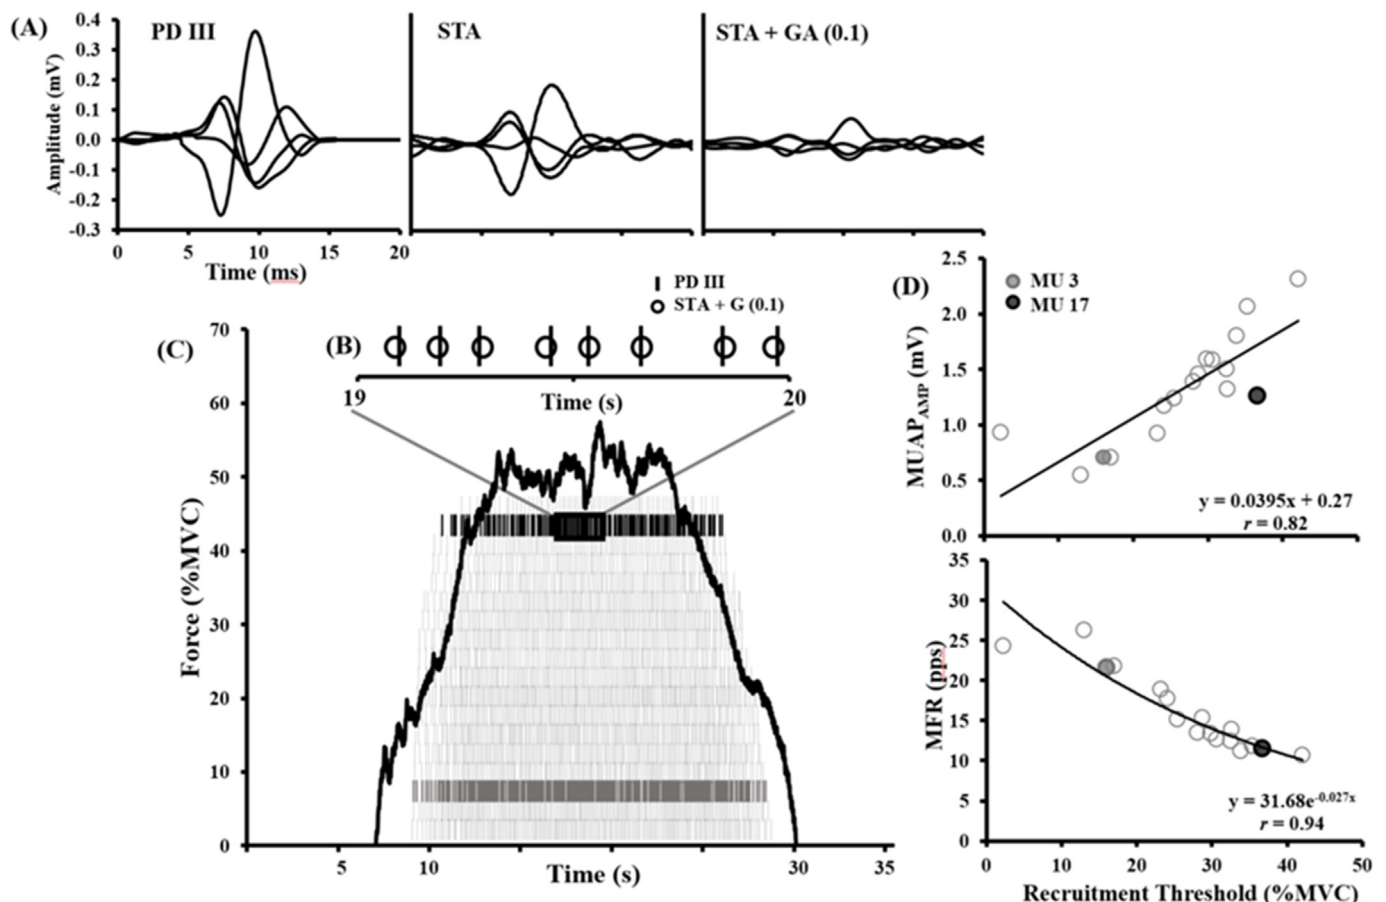 (A)
PD III
STA
STA + GA (0.1)
0.4
0.3
0.2
0.1
0.0
-0.1
-0.2
-0.3
Amplitude (mV)
0 5 10 15 20
Time (ms)
PD III
STA + G (0.1)
(B)
19 Time (s) 20
(C)
70
60
50
40
30
20
10
0
Force (%MVC)
5 10 30 35
Time (s)
(D)
MU 3
MU 17
2.5
2.0
1.5
1.0
0.5
0.0
MUAPAMP (mV)
y = 0.0395x + 0.27
r = 0.82
35
30
25
20
15
10
5
0
MFR (pps)
y = 31.68e-0.027x
r = 0.94
0 10 20 30 40 50
Recruitment Threshold (%MVC)